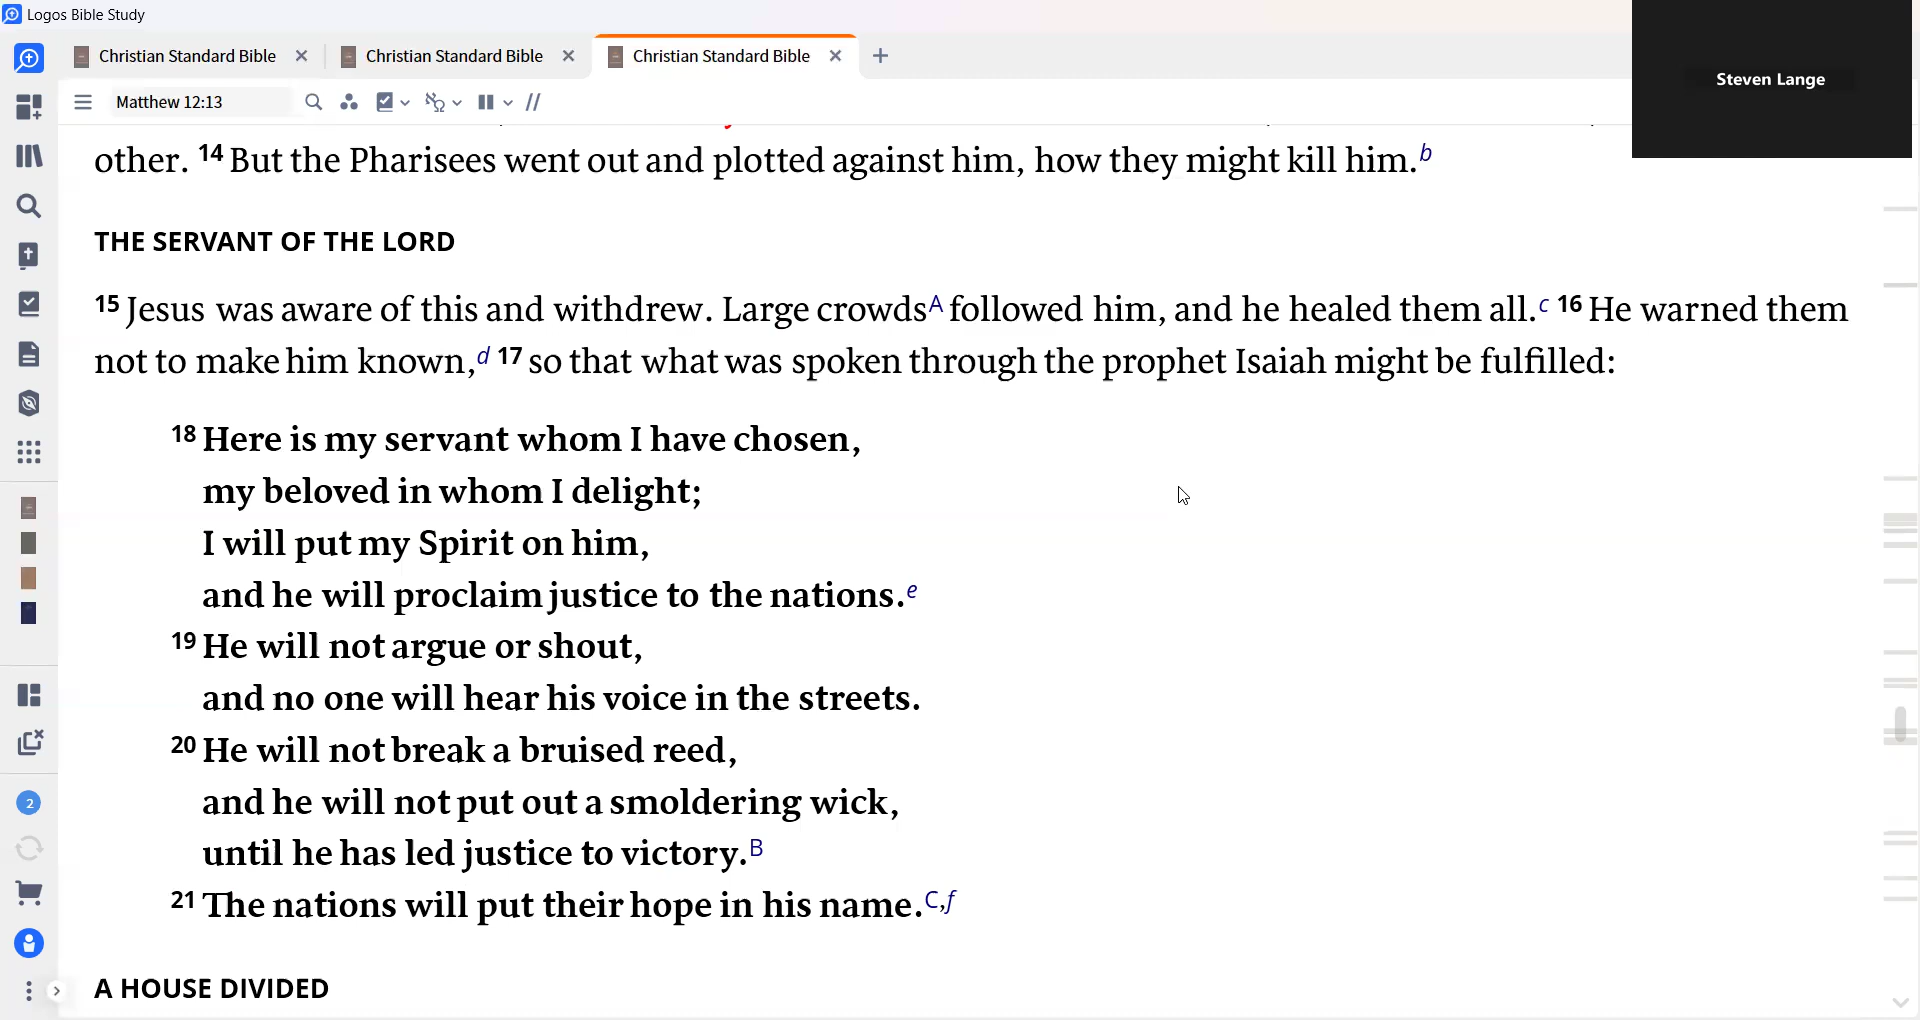 Logos Bible Study
Christian Standard Bible
Christian Standard Bible
Christian Standard Bible
Steven Lange
Matthew 12:13
other. 14 But the Pharisees went out and plotted against him, how they might kill him.b
THE SERVANT OF THE LORD
15 Jesus was aware of this and withdrew. Large crowdsA followed him, and he healed them all.c 16 He warned them
not to make him known,d 17 so that what was spoken through the prophet Isaiah might be fulfilled:
18 Here is my servant whom I have chosen,
my beloved in whom I delight;
I will put my Spirit on him,
and he will proclaim justice to the nations.e
19 He will not argue or shout,
and no one will hear his voice in the streets.
20 He will not break a bruised reed,
and he will not put out a smoldering wick,
until he has led justice to victory.B
21 The nations will put their hope in his name.C,f
2
A HOUSE DIVIDED